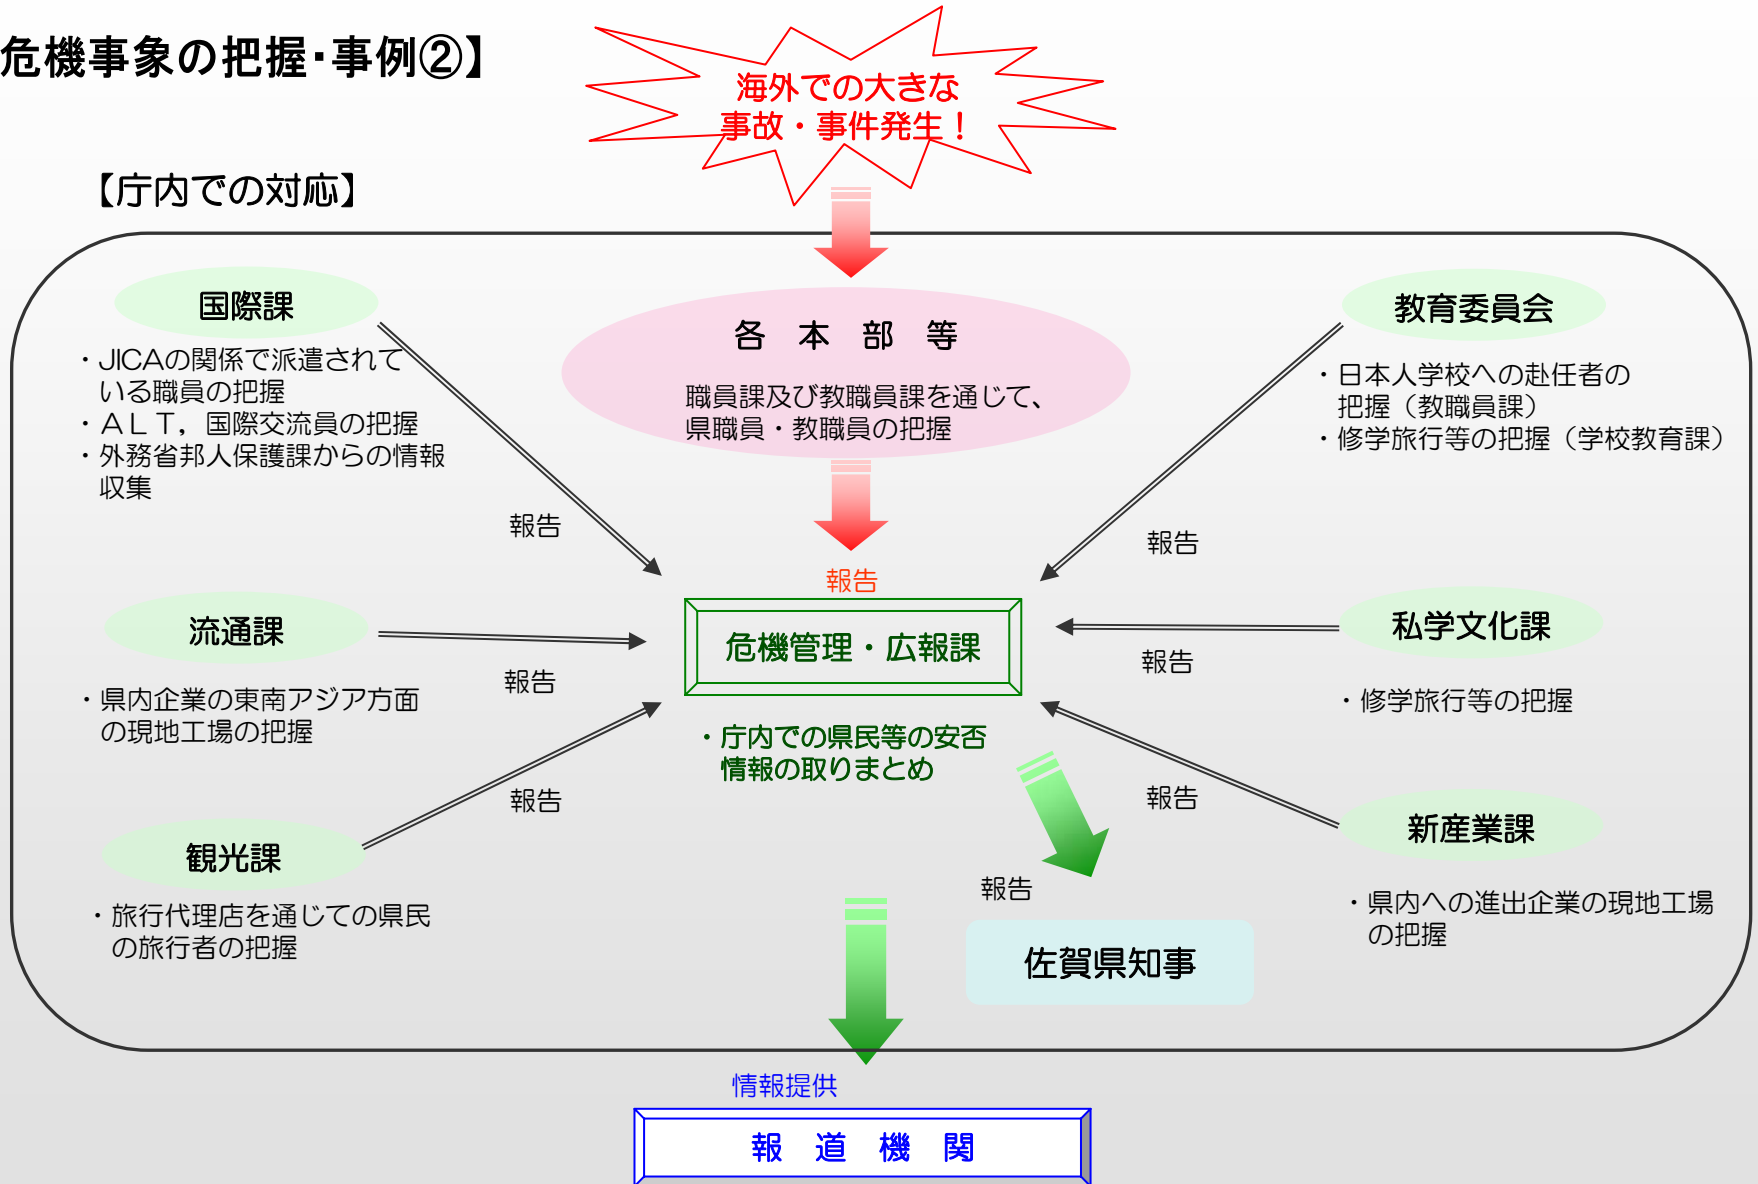 危機事象の把握・事例②】
海外での大きな
事故・事件発生！
【庁内での対応】
国際課
・JICAの関係で派遣されて
いる職員の把握
・ＡＬＴ，国際交流員の把握
・外務省邦人保護課からの情報
収集
報告
各　本　部　等
職員課及び教職員課を通じて、
県職員・教職員の把握
報告
教育委員会
・日本人学校への赴任者の
把握（教職員課）
・修学旅行等の把握（学校教育課）
報告
流通課
・県内企業の東南アジア方面
の現地工場の把握
報告
危機管理・広報課
・庁内での県民等の安否
情報の取りまとめ
私学文化課
報告
・修学旅行等の把握
観光課
・旅行代理店を通じての県民
の旅行者の把握
報告
新産業課
報告
・県内への進出企業の現地工場
の把握
報告
佐賀県知事
情報提供
報　道　機　関